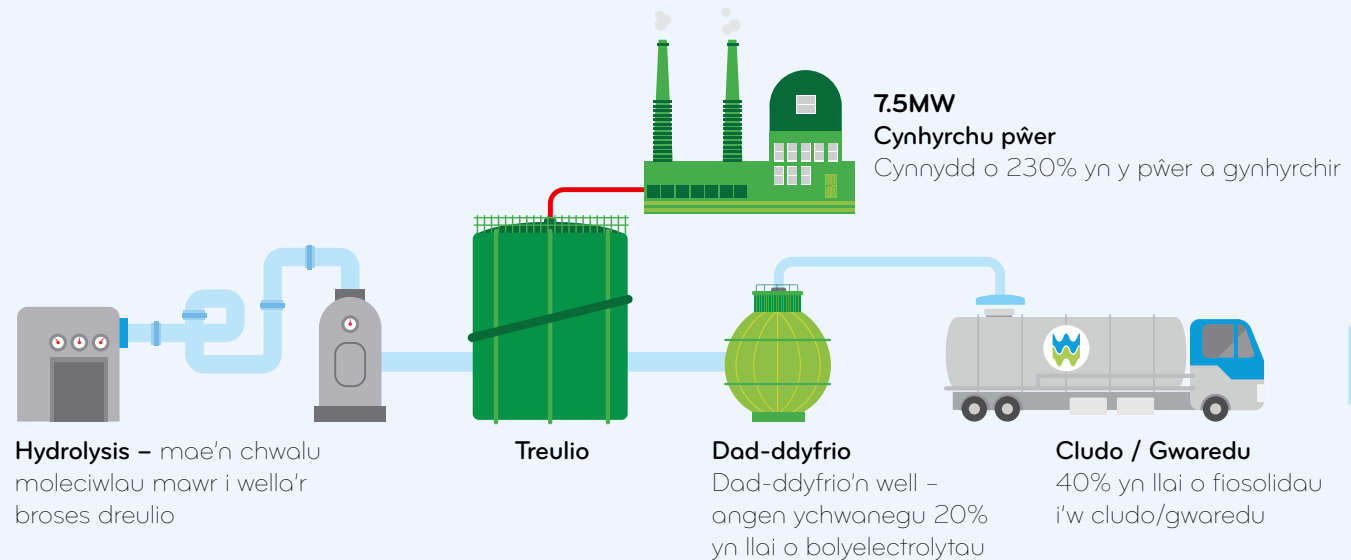 7.5MW
Cynhyrchu pŵer
Cynnydd o 230% yn y pŵer a gynhyrchir
Hydrolysis – mae'n chwalu
moleciwlau mawr i wella'r
broses dreulio
Treulio
Dad-ddyfrio
Dad-ddyfrio'n well –
angen ychwanegu 20%
yn llai o bolyelectrolytau
Cludo / Gwaredu
40% yn llai o fiosolidau
i'w cludo/gwaredu